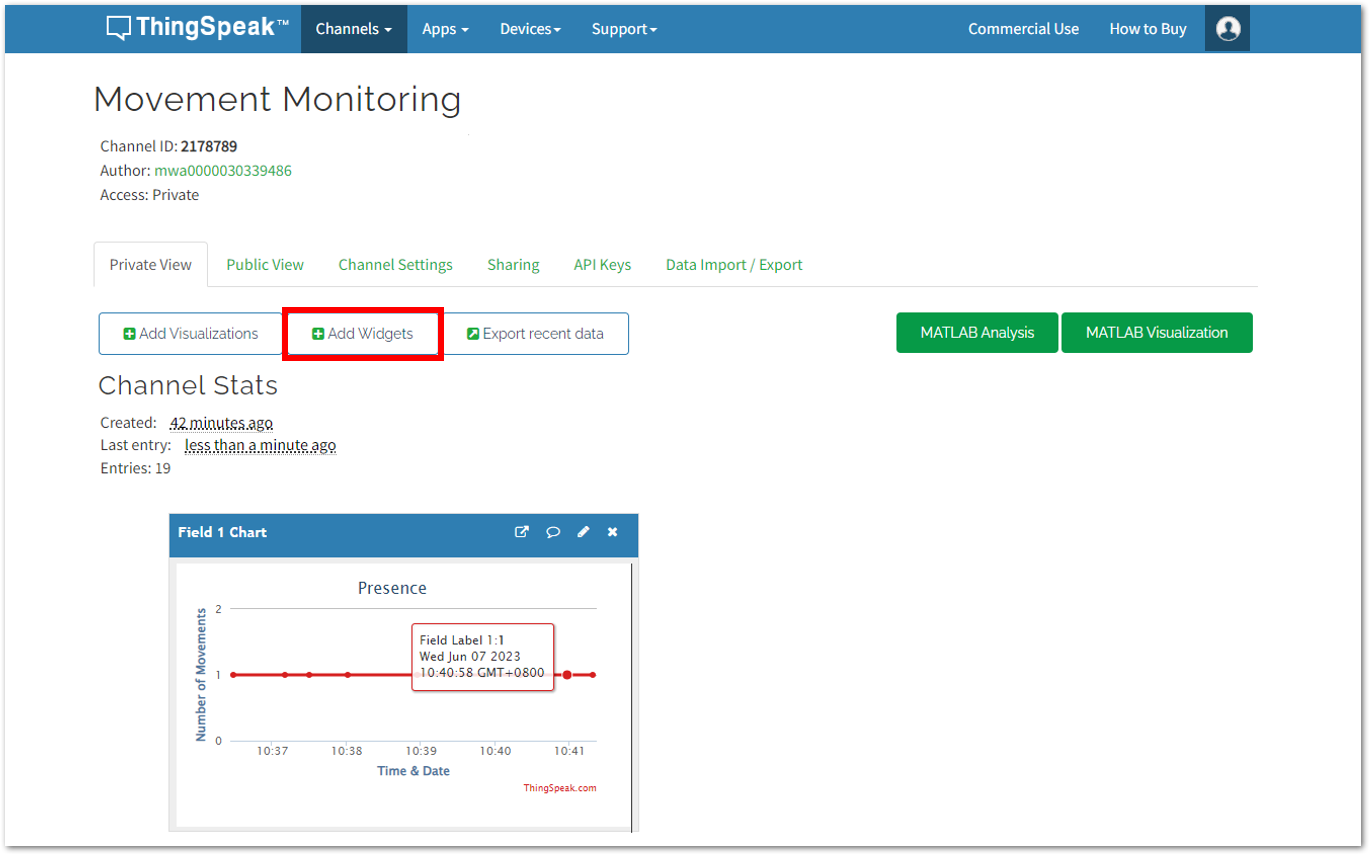 ThingSpeak™ Channels Apps Devices Support Commercial Use How to Buy
Movement Monitoring
Channel ID: 2178789
Author: mwa0000030339486
Access: Private
Private View Public View Channel Settings Sharing API Keys Data Import / Export
Add Visualizations Add Widgets Export recent data MATLAB Analysis MATLAB Visualization
Channel Stats
Created: 42 minutes ago
Last entry: less than a minute ago
Entries: 19
Field 1 Chart
Presence
Number of Movements
2
1
0
Field Label 1:1
Wed Jun 07 2023
10:40:58 GMT+0800
10:37 10:38 10:39 10:40 10:41
Time & Date
ThingSpeak.com